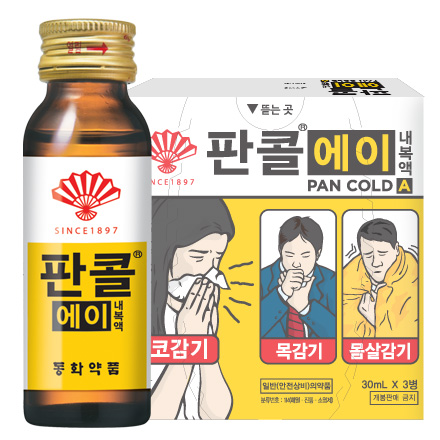 열림
SINCE1897
판콜®
에이 내복액
동화약품
▼ 뜯는 곳
SINCE1897
판콜® 에이 내복액
PAN COLD A
코감기
목감기
몸살감기
일반(안전상비)의약품
30mL X 3병
개봉판매 금지